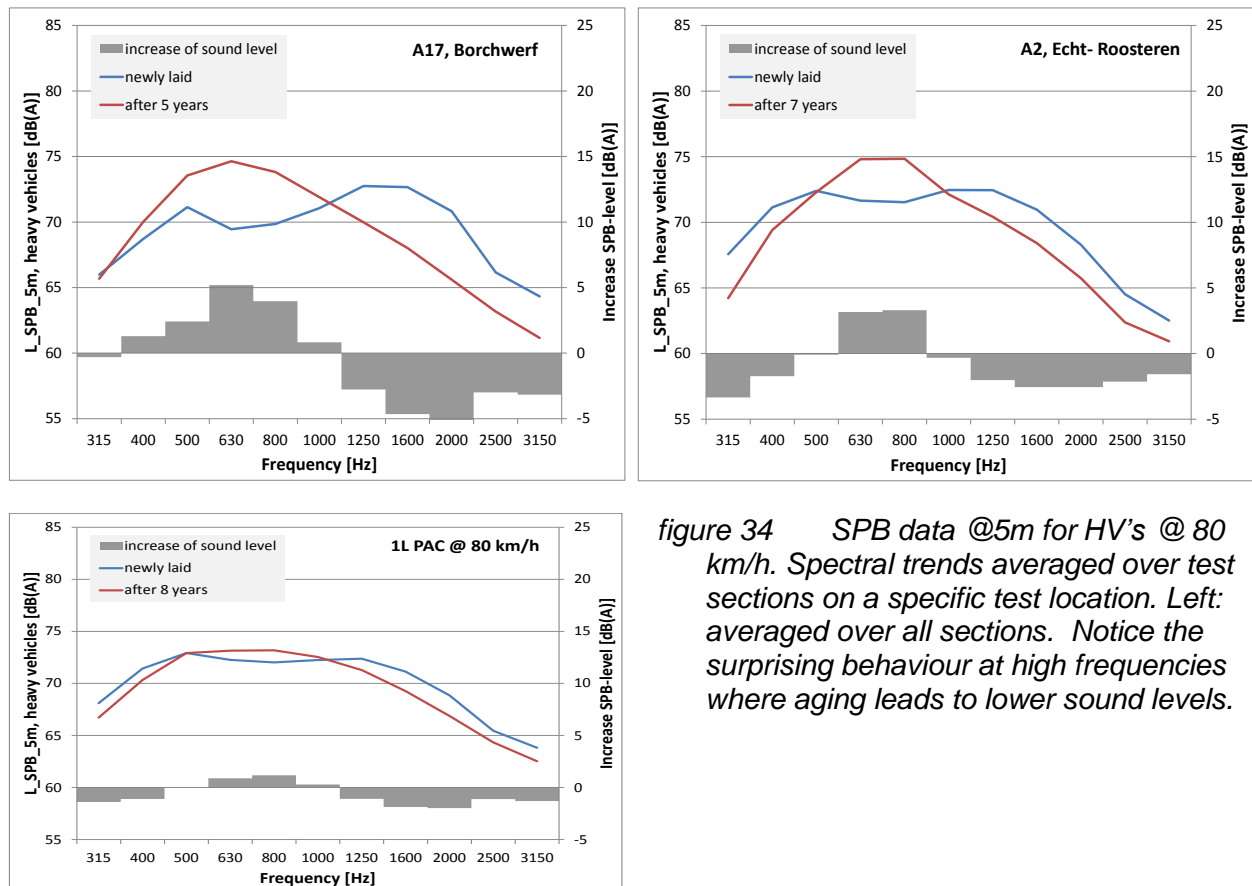 A17, Borchwerf
increase of sound level
newly laid
after 5 years
L_SPB_5m, heavy vehicles [dB(A)]
85
80
75
70
65
60
55
Increase SPB-level [dB(A)]
25
20
15
10
5
0
-5
315 400 500 630 800 1000 1250 1600 2000 2500 3150
Frequency [Hz]
A2, Echt- Roosteren
increase of sound level
newly laid
after 7 years
L_SPB_5m, heavy vehicles [dB(A)]
85
80
75
70
65
60
55
Increase SPB-level [dB(A)]
25
20
15
10
5
0
-5
315 400 500 630 800 1000 1250 1600 2000 2500 3150
Frequency [Hz]
1L PAC @ 80 km/h
increase of sound level
newly laid
after 8 years
L_SPB_5m, heavy vehicles [dB(A)]
85
80
75
70
65
60
55
Increase SPB-level [dB(A)]
25
20
15
10
5
0
-5
315 400 500 630 800 1000 1250 1600 2000 2500 3150
Frequency [Hz]
figure 34 SPB data @5m for HV's @ 80
km/h. Spectral trends averaged over test
sections on a specific test location. Left:
averaged over all sections. Notice the
surprising behaviour at high frequencies
where aging leads to lower sound levels.